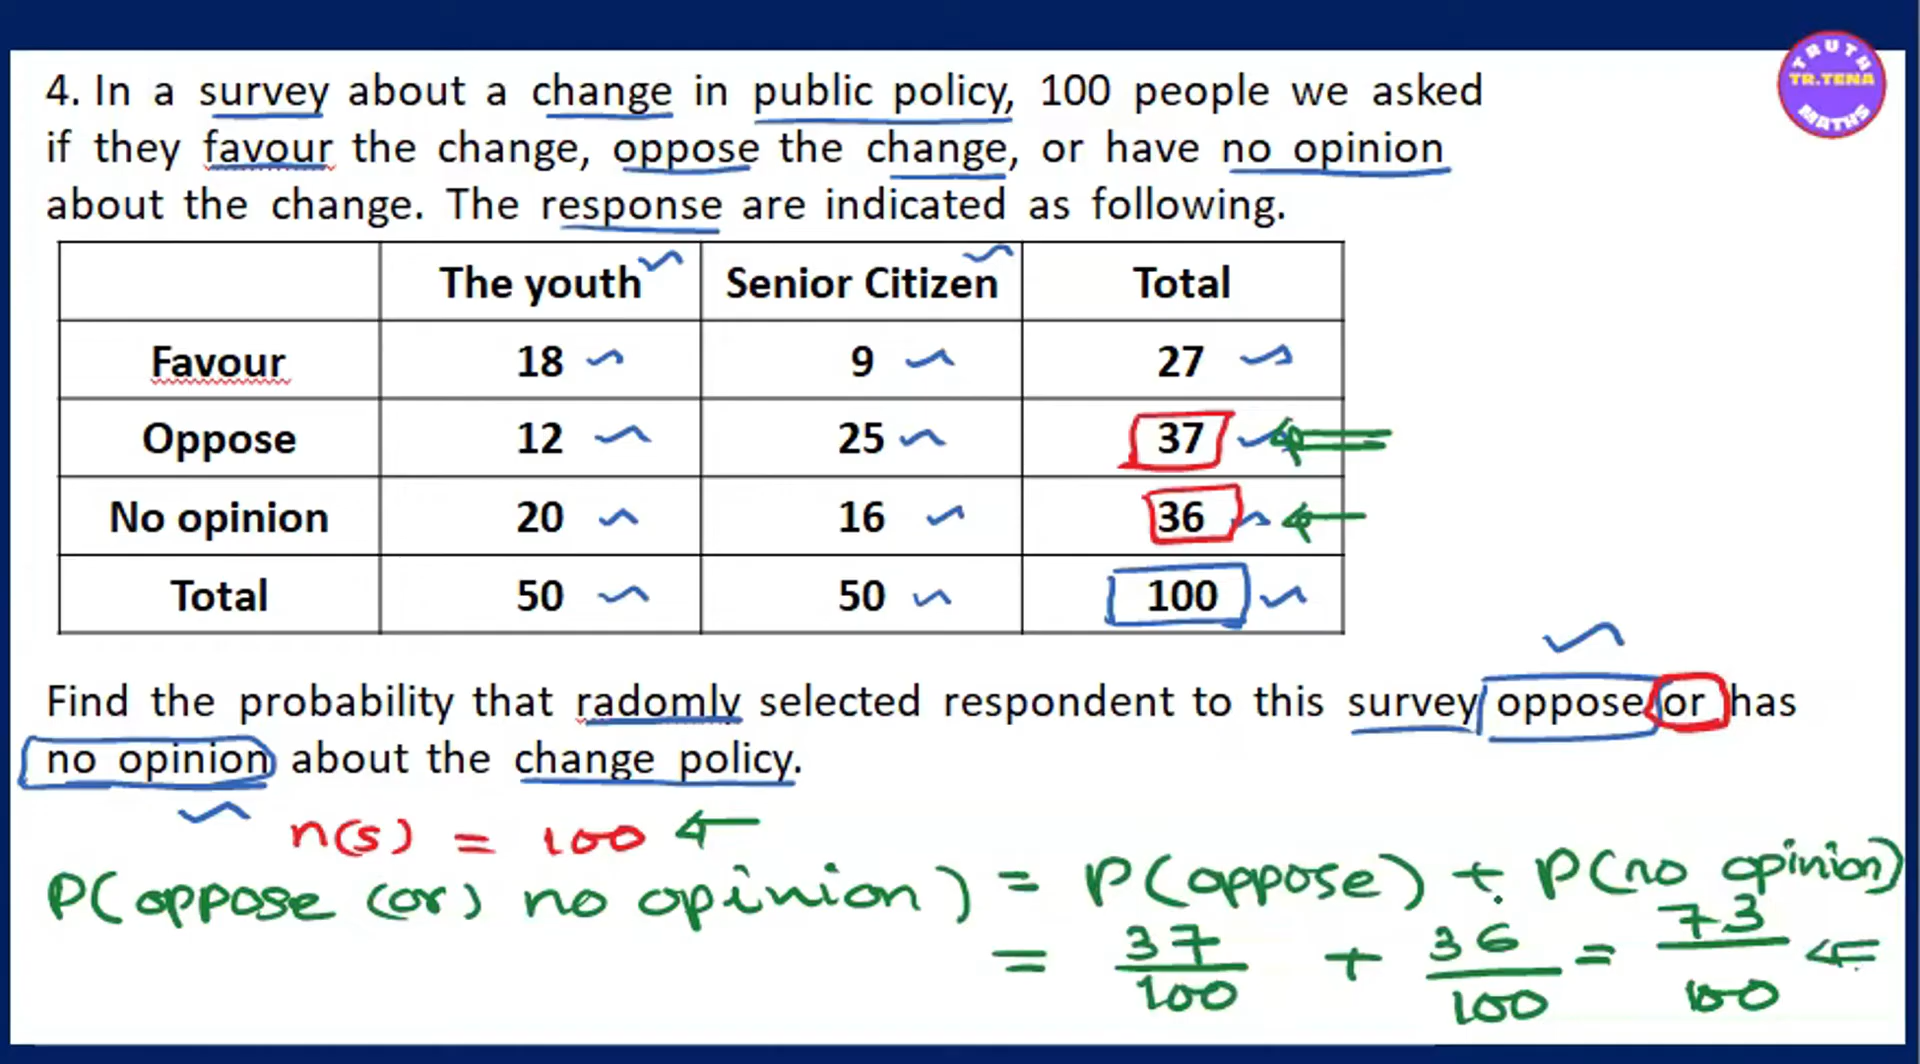 TRUTH
TR.TENA
MATHS
4. In a survey about a change in public policy, 100 people we asked
if they favour the change, oppose the change, or have no opinion
about the change. The response are indicated as following.
The youth Senior Citizen Total
Favour 18 9 27
Oppose 12 25 37
No opinion 20 16 36
Total 50 50 100
Find the probability that radomly selected respondent to this survey oppose or has
no opinion about the change policy.
n(s) = 100
P(oppose (or) no opinion) = P(oppose) + P(no opinion)
= 37/100 + 36/100 = 73/100